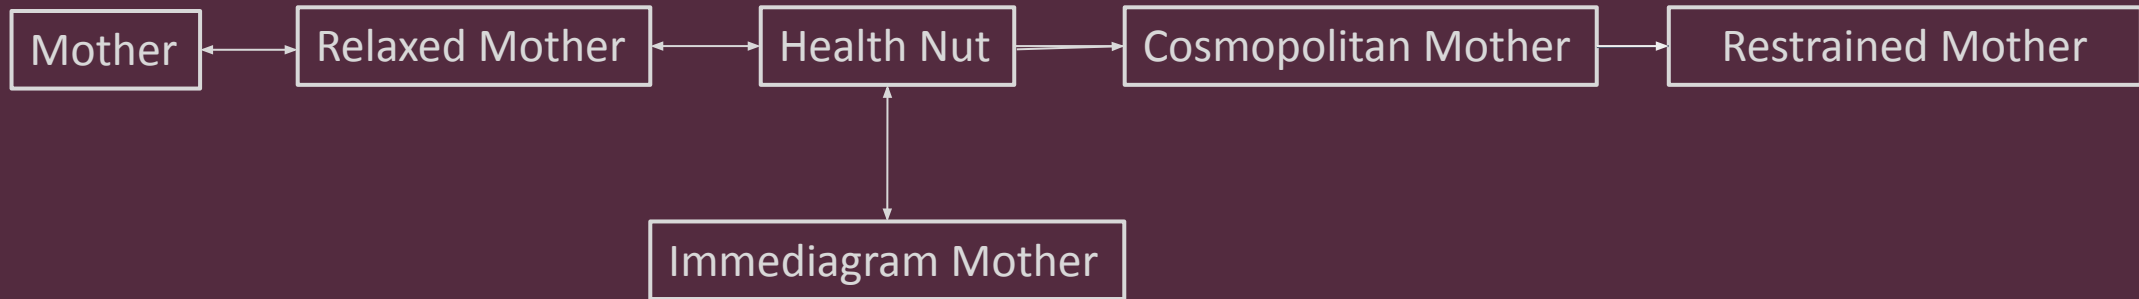 Mother
Relaxed Mother
Health Nut
Cosmopolitan Mother
Restrained Mother
Immediagram Mother